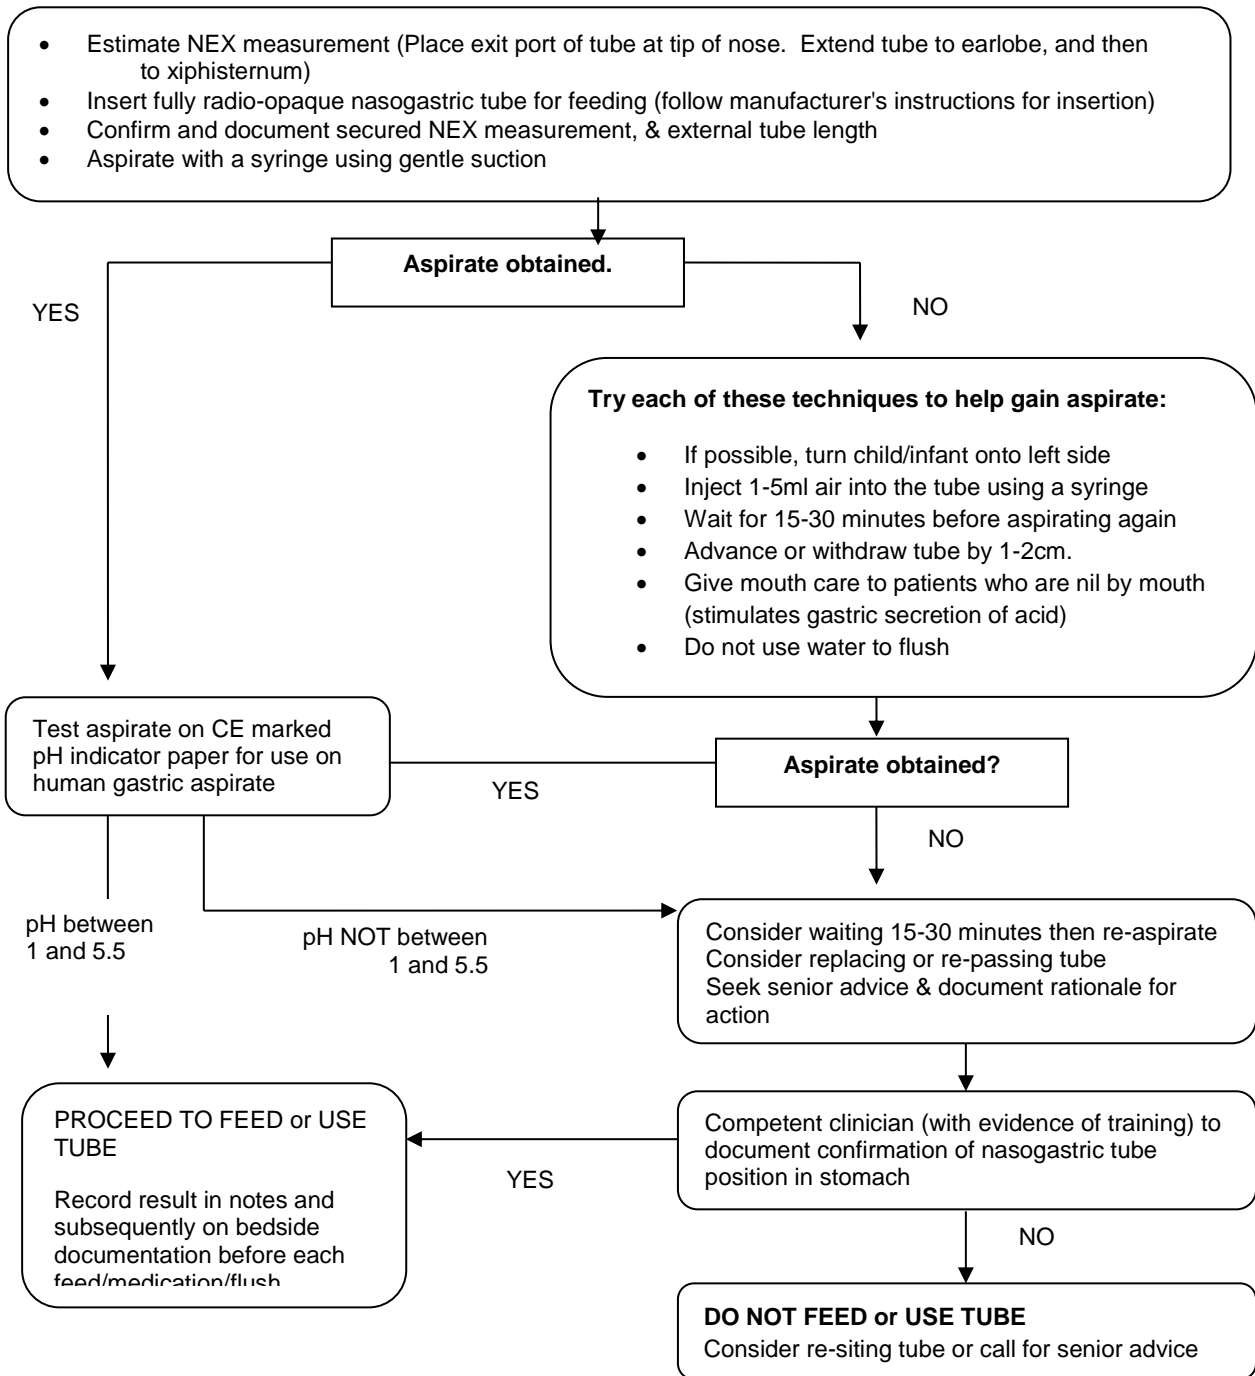 • Estimate NEX measurement (Place exit port of tube at tip of nose. Extend tube to earlobe, and then
to xiphisternum)
• Insert fully radio-opaque nasogastric tube for feeding (follow manufacturer's instructions for insertion)
• Confirm and document secured NEX measurement, & external tube length
• Aspirate with a syringe using gentle suction
Aspirate obtained.
YES
NO
Try each of these techniques to help gain aspirate:
• If possible, turn child/infant onto left side
• Inject 1-5ml air into the tube using a syringe
• Wait for 15-30 minutes before aspirating again
• Advance or withdraw tube by 1-2cm.
• Give mouth care to patients who are nil by mouth
(stimulates gastric secretion of acid)
• Do not use water to flush
Test aspirate on CE marked
pH indicator paper for use on
human gastric aspirate
YES
Aspirate obtained?
NO
pH between
1 and 5.5
pH NOT between
1 and 5.5
Consider waiting 15-30 minutes then re-aspirate
Consider replacing or re-passing tube
Seek senior advice & document rationale for
action
PROCEED TO FEED or USE
TUBE
Record result in notes and
subsequently on bedside
documentation before each
feed/medication/flush
YES
Competent clinician (with evidence of training) to
document confirmation of nasogastric tube
position in stomach
NO
DO NOT FEED or USE TUBE
Consider re-siting tube or call for senior advice